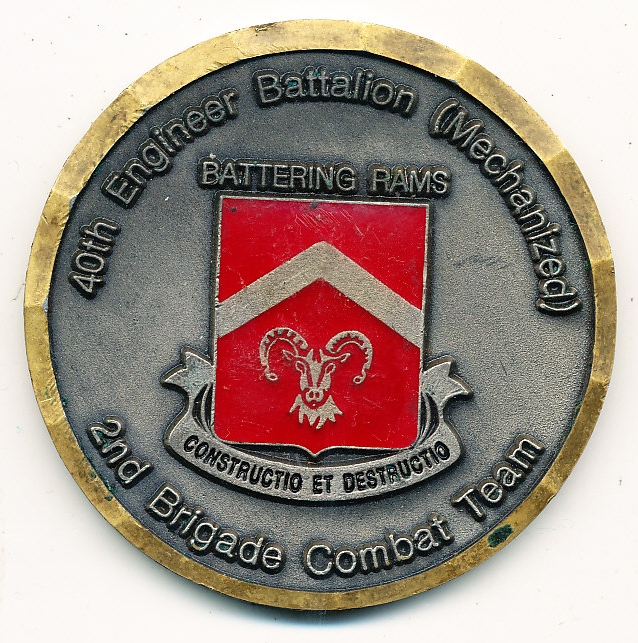 40th Engineer Battalion (Mechanized)
BATTERING RAMS
CONSTRUCTIO ET DESTRUCTIO
2nd Brigade Combat Team